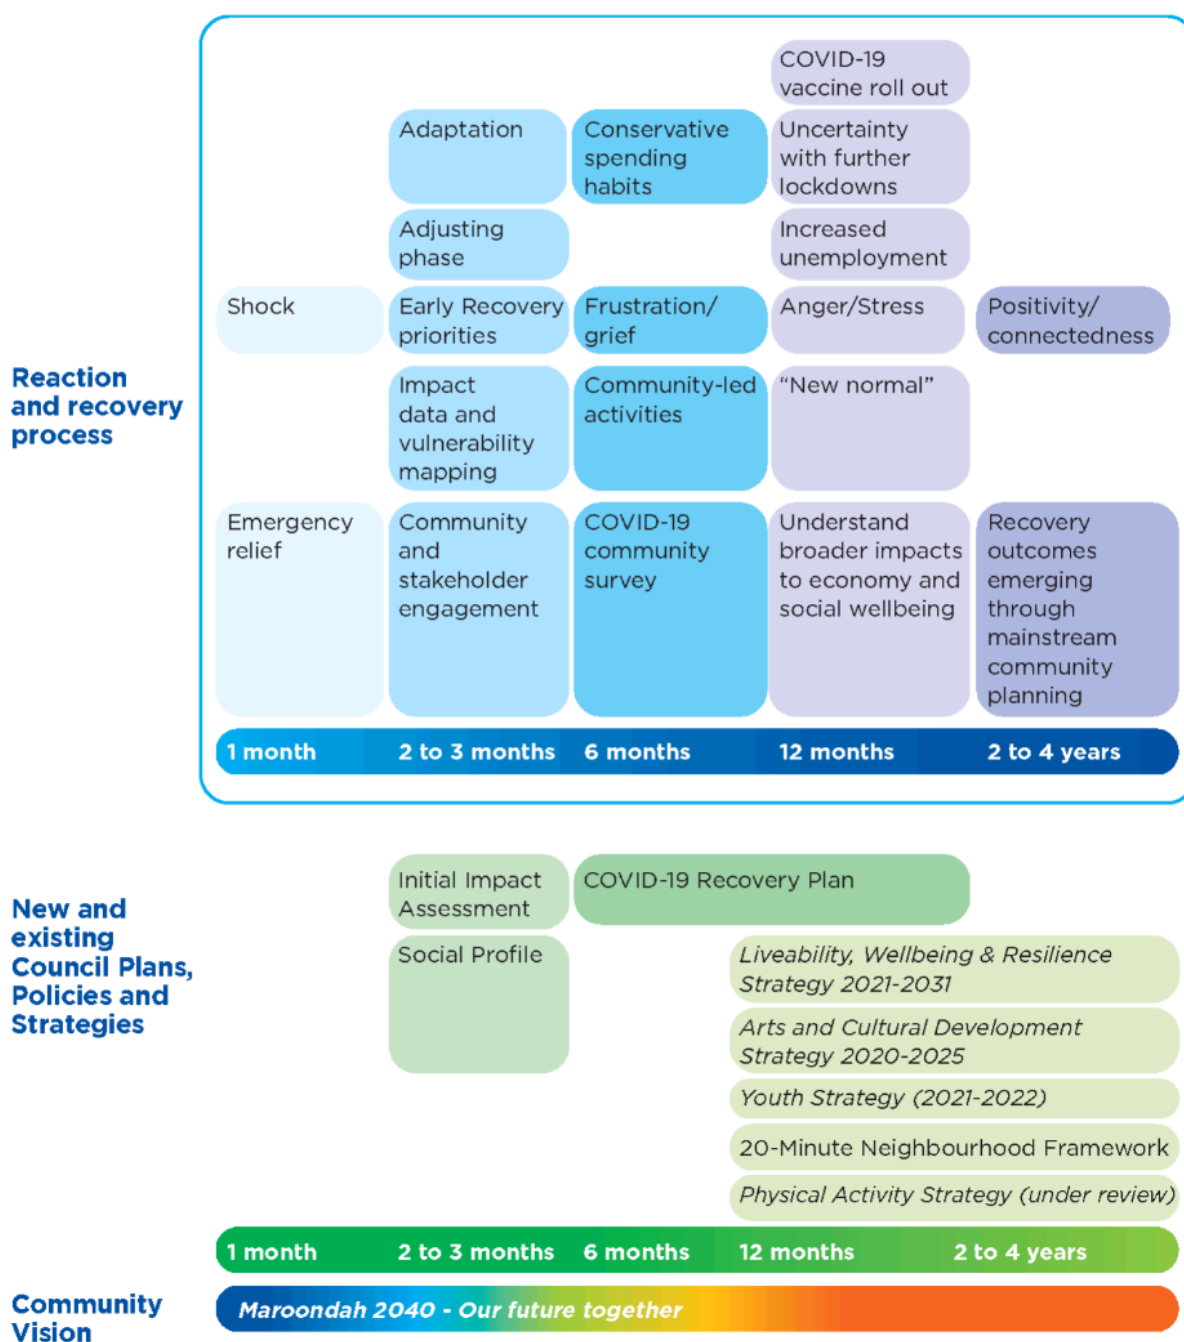 Reaction
and recovery
process
COVID-19
vaccine roll out
Adaptation
Conservative
spending
habits
Uncertainty
with further
lockdowns
Adjusting
phase
Increased
unemployment
Shock
Early Recovery
priorities
Frustration/
grief
Anger/Stress
Positivity/
connectedness
Impact
data and
vulnerability
mapping
Community-led
activities
“New normal”
Emergency
relief
Community
and
stakeholder
engagement
COVID-19
community
survey
Understand
broader impacts
to economy and
social wellbeing
Recovery
outcomes
emerging
through
mainstream
community
planning
1 month
2 to 3 months
6 months
12 months
2 to 4 years
New and
existing
Council Plans,
Policies and
Strategies
Initial Impact
Assessment
COVID-19 Recovery Plan
Social Profile
Liveability, Wellbeing & Resilience
Strategy 2021-2031
Arts and Cultural Development
Strategy 2020-2025
Youth Strategy (2021-2022)
20-Minute Neighbourhood Framework
Physical Activity Strategy (under review)
1 month
2 to 3 months
6 months
12 months
2 to 4 years
Community
Vision
Maroondah 2040 - Our future together